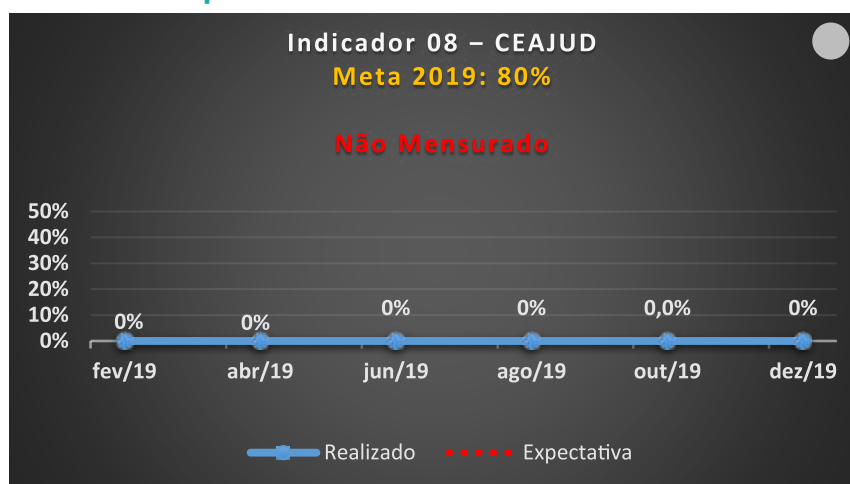 Indicador 08 – CEAJUD
Meta 2019: 80%
Não Mensurado
50%
40%
30%
20%
10%
0%
0% 0% 0% 0% 0,0% 0%
fev/19 abr/19 jun/19 ago/19 out/19 dez/19
Realizado Expectativa